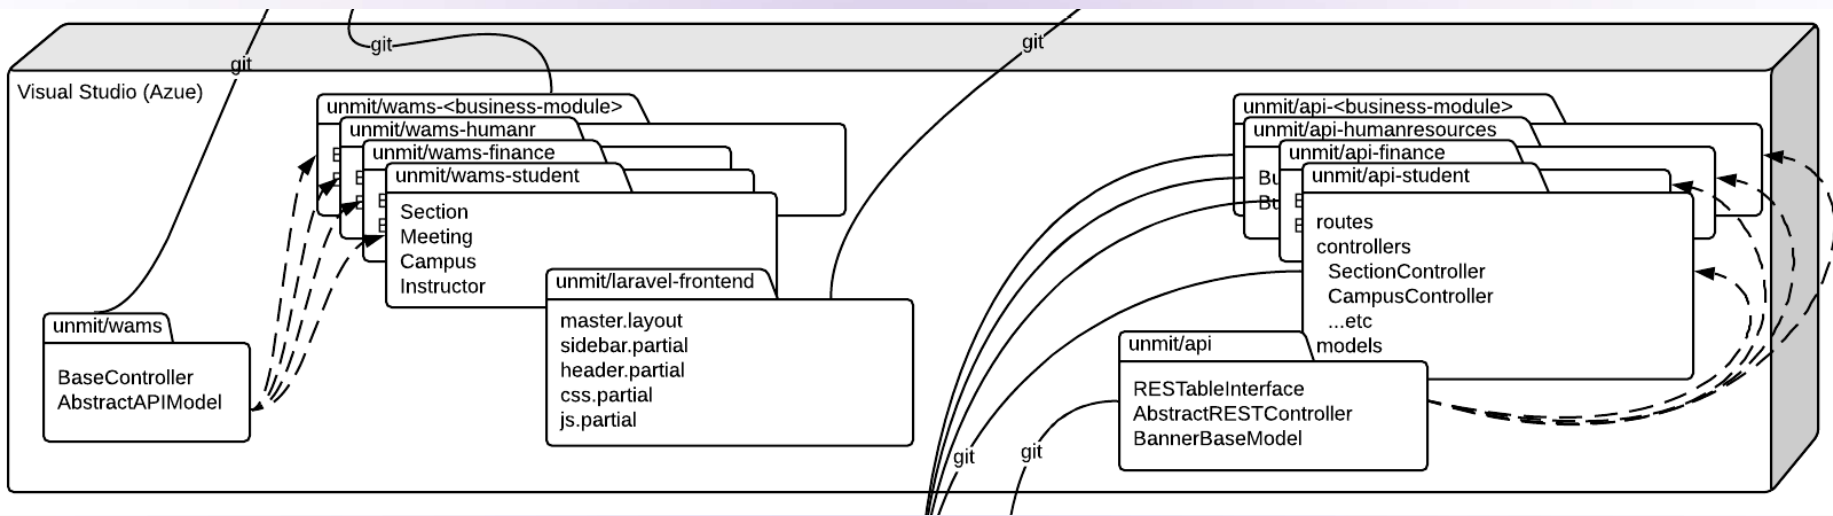 git
git
git
Visual Studio (Azue)
unmit/wams-<business-module>
unmit/wams-humanr
unmit/wams-finance
unmit/wams-student
Section
Meeting
Campus
Instructor
unmit/laravel-frontend
master.layout
sidebar.partial
header.partial
css.partial
js.partial
unmit/wams
BaseController
AbstractAPIModel
unmit/api-<business-module>
unmit/api-humanresources
Bu
Bu
unmit/api-finance
unmit/api-student
routes
controllers
SectionController
CampusController
...etc
models
unmit/api
RESTableInterface
AbstractRESTController
BannerBaseModel
git
git